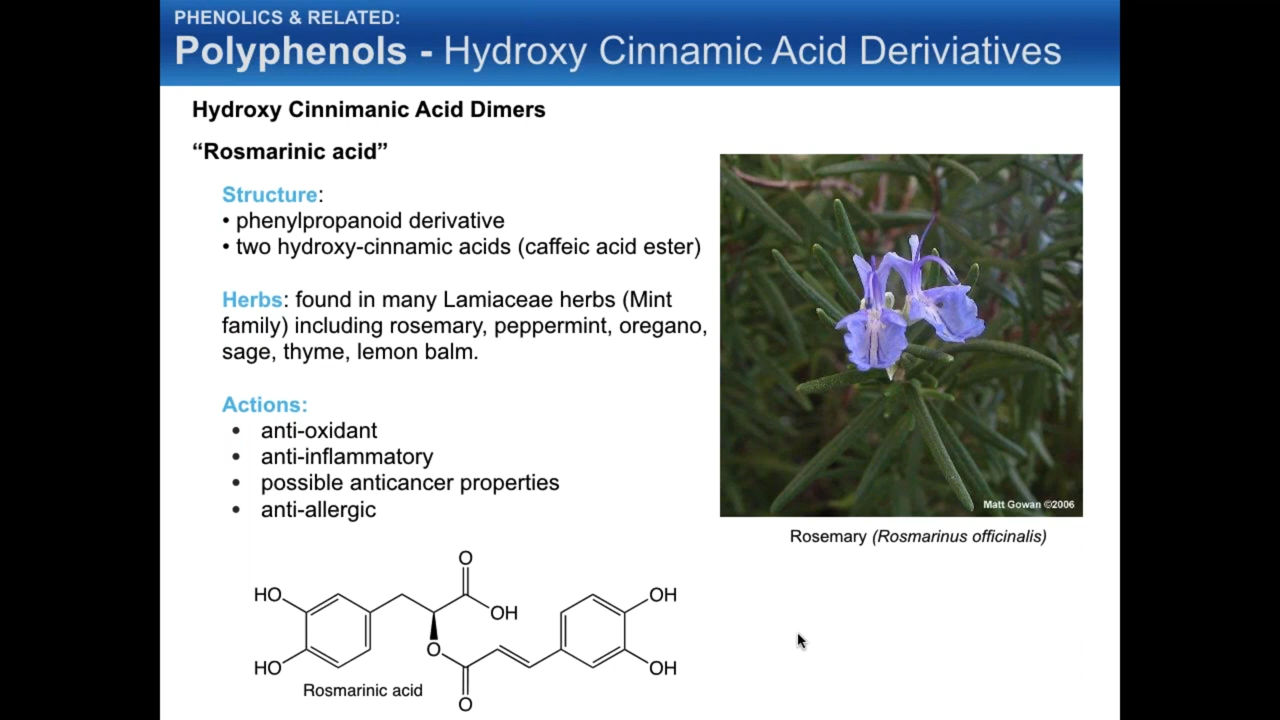 PHENOLICS & RELATED:
Polyphenols - Hydroxy Cinnamic Acid Deriviatives
Hydroxy Cinnimanic Acid Dimers
“Rosmarinic acid”
Structure:
• phenylpropanoid derivative
• two hydroxy-cinnamic acids (caffeic acid ester)
Herbs: found in many Lamiaceae herbs (Mint
family) including rosemary, peppermint, oregano,
sage, thyme, lemon balm.
Actions:
• anti-oxidant
• anti-inflammatory
• possible anticancer properties
• anti-allergic
Matt Gowan ©2006
Rosemary (Rosmarinus officinalis)
O
HO
OH
OH
O
HO
OH
O
Rosmarinic acid